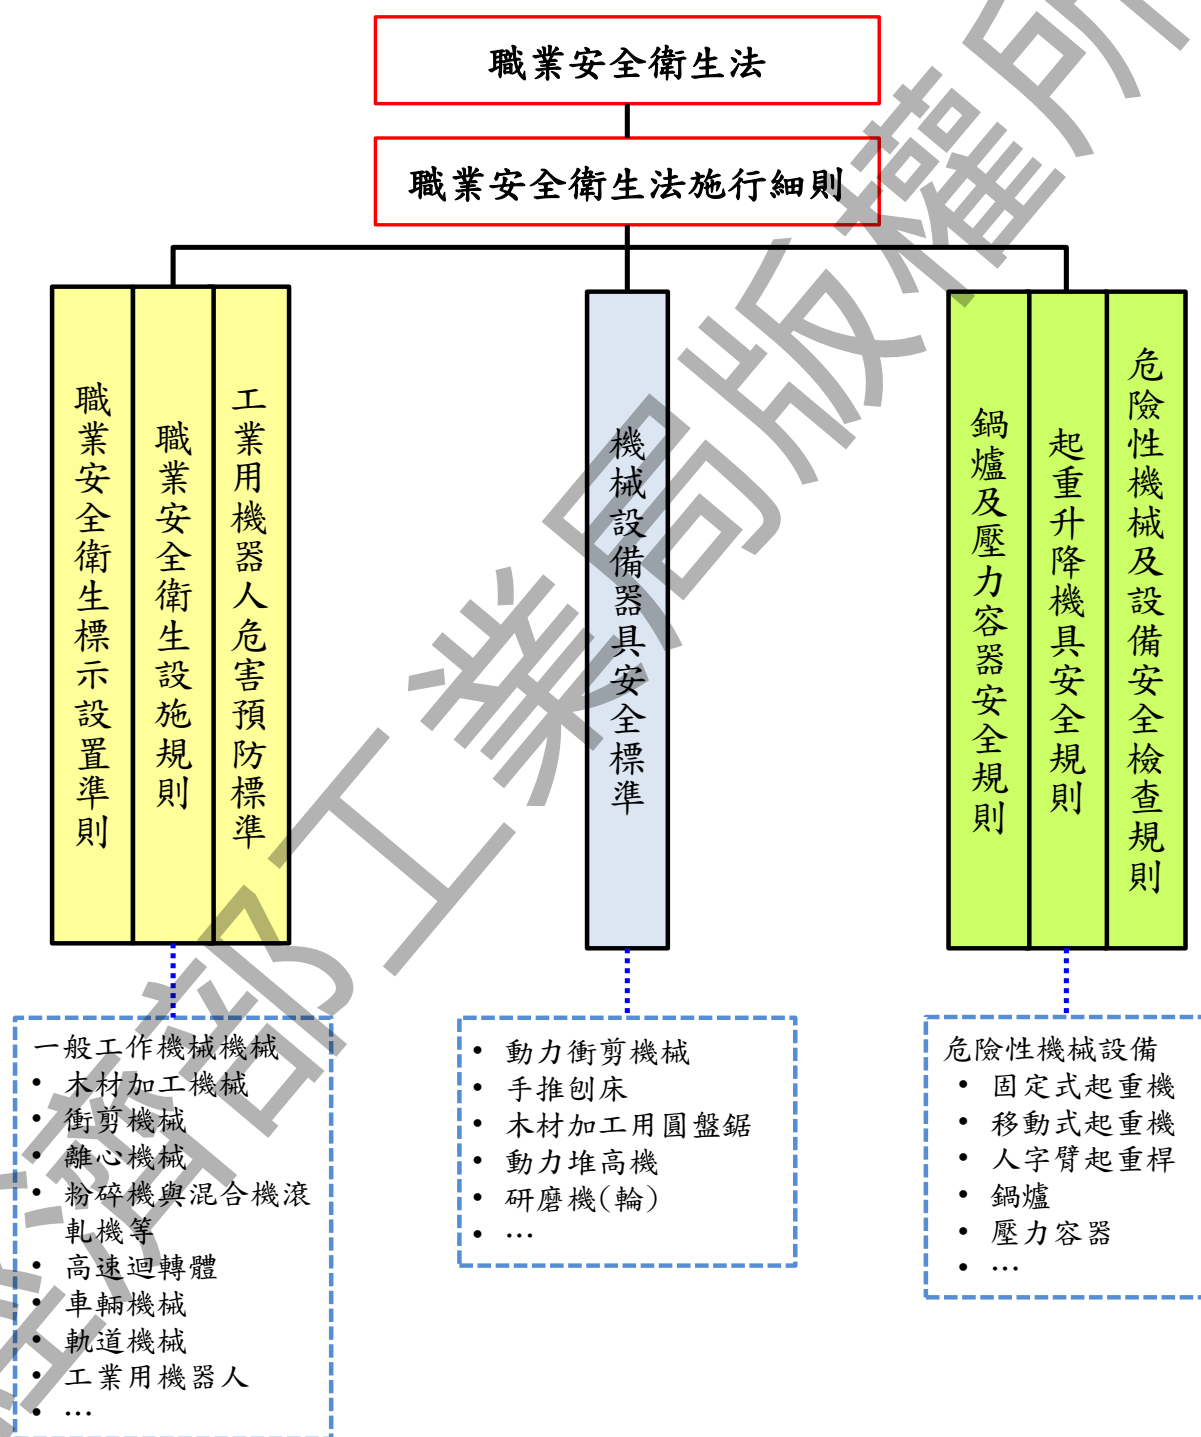 職業安全衛生法
職業安全衛生法施行細則
職業安全衛生標示設置準則
職業安全衛生設施規則
工業用機器人危害預防標準
機械設備器具安全標準
鍋爐及壓力容器安全規則
起重升降機具安全規則
危險性機械及設備安全檢查規則
一般工作機械機械
• 木材加工機械
• 衝剪機械
• 離心機械
• 粉碎機與混合機滾
軋機等
• 高速迴轉體
• 車輛機械
• 軌道機械
• 工業用機器人
• …
• 動力衝剪機械
• 手推刨床
• 木材加工用圓盤鋸
• 動力堆高機
• 研磨機(輪)
• …
危險性機械設備
• 固定式起重機
• 移動式起重機
• 人字臂起重桿
• 鍋爐
• 壓力容器
• …
經濟部工業局版權所